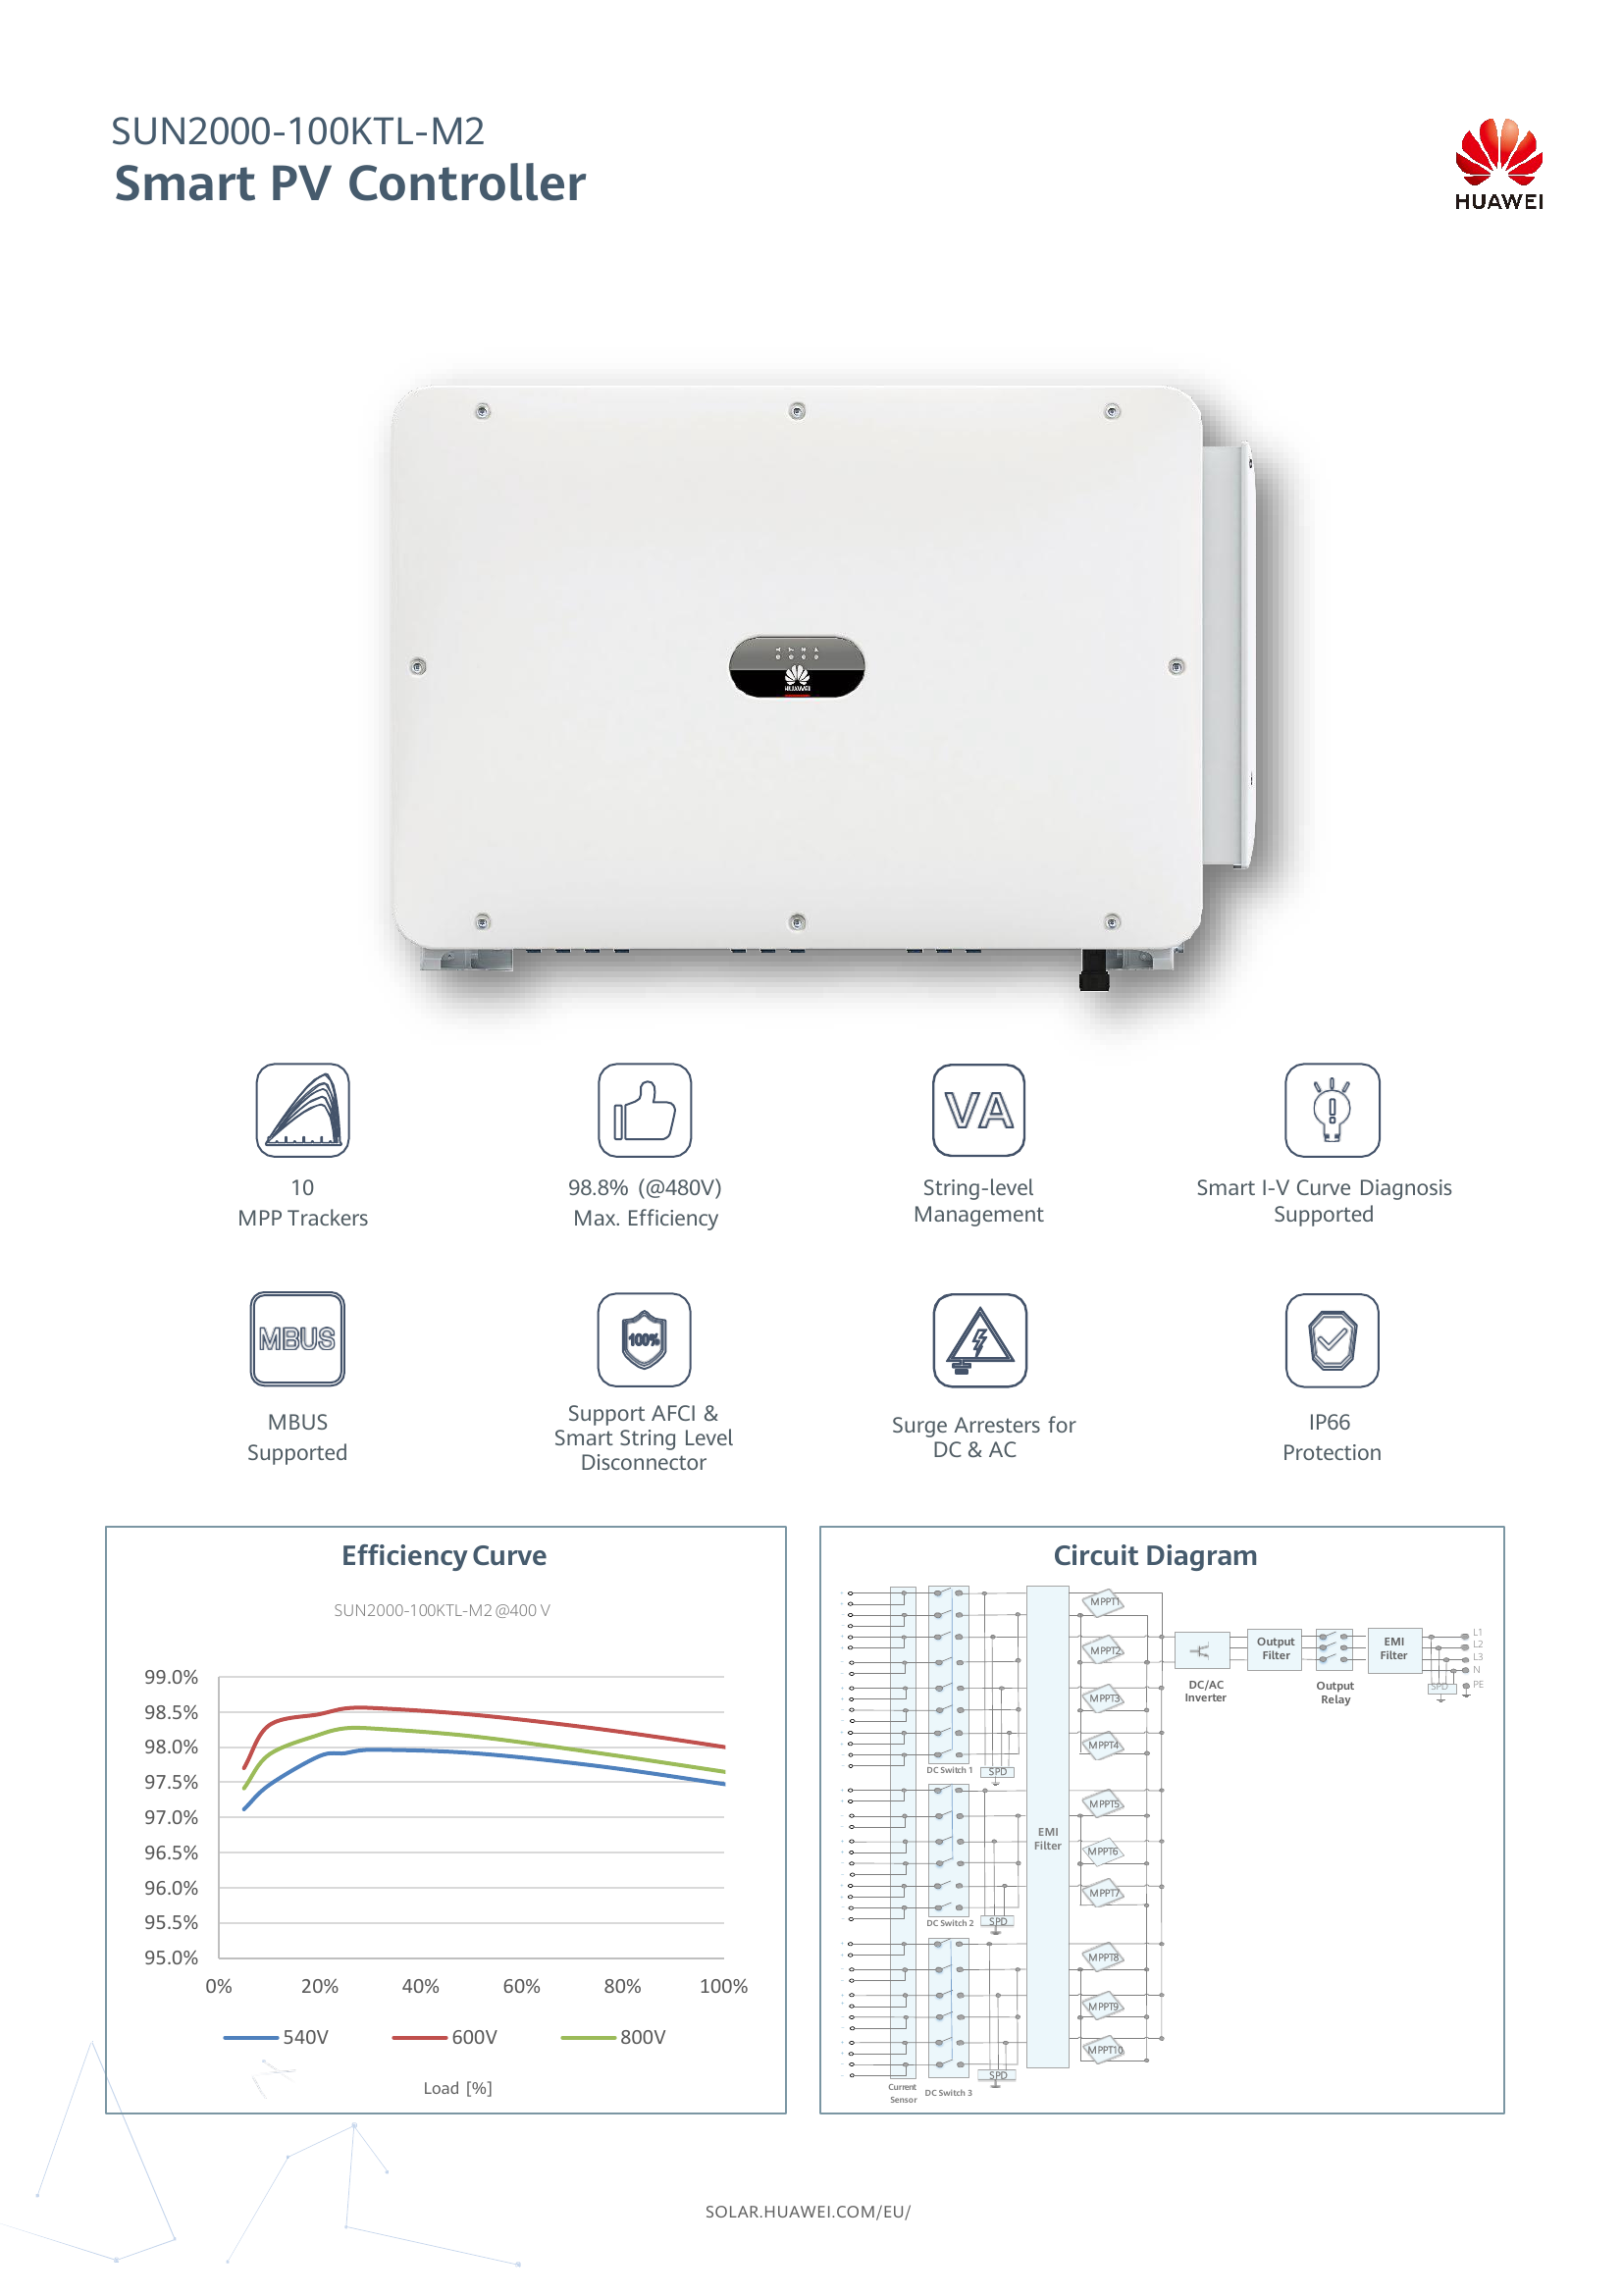 SUN2000-100KTL-M2
Smart PV Controller
HUAWEI
HUAWEI
10
MPP Trackers
98.8% (@480V)
Max. Efficiency
VA
String-level
Management
Smart I-V Curve Diagnosis
Supported
MBUS
MBUS
Supported
100%
Support AFCI &
Smart String Level
Disconnector
Surge Arresters for
DC & AC
IP66
Protection
Efficiency Curve
SUN2000-100KTL-M2@400 V
99.0%
98.5%
98.0%
97.5%
97.0%
96.5%
96.0%
95.5%
95.0%
0% 20% 40% 60% 80% 100%
540V 600V 800V
Load [%]
Circuit Diagram
MPPT1
MPPT2
MPPT3
MPPT4
DC Switch 1
SPD
MPPT5
MPPT6
MPPT7
DC Switch 2
SPD
EMI
Filter
MPPT8
MPPT9
MPPT10
SPD
Current
Sensor
DC Switch 3
DC/AC
Inverter
Output
Filter
Output
Relay
EMI
Filter
SPD
L1
L2
L3
N
PE
SOLAR.HUAWEI.COM/EU/